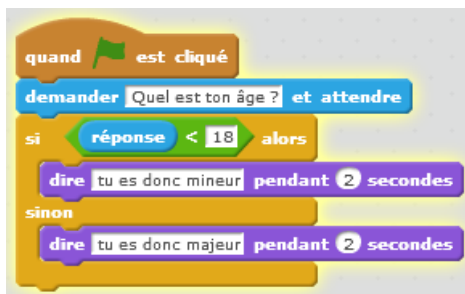 quand est cliqué
demander Quel est ton âge ? et attendre
si réponse < 18 alors
dire tu es donc mineur pendant 2 secondes
sinon
dire tu es donc majeur pendant 2 secondes